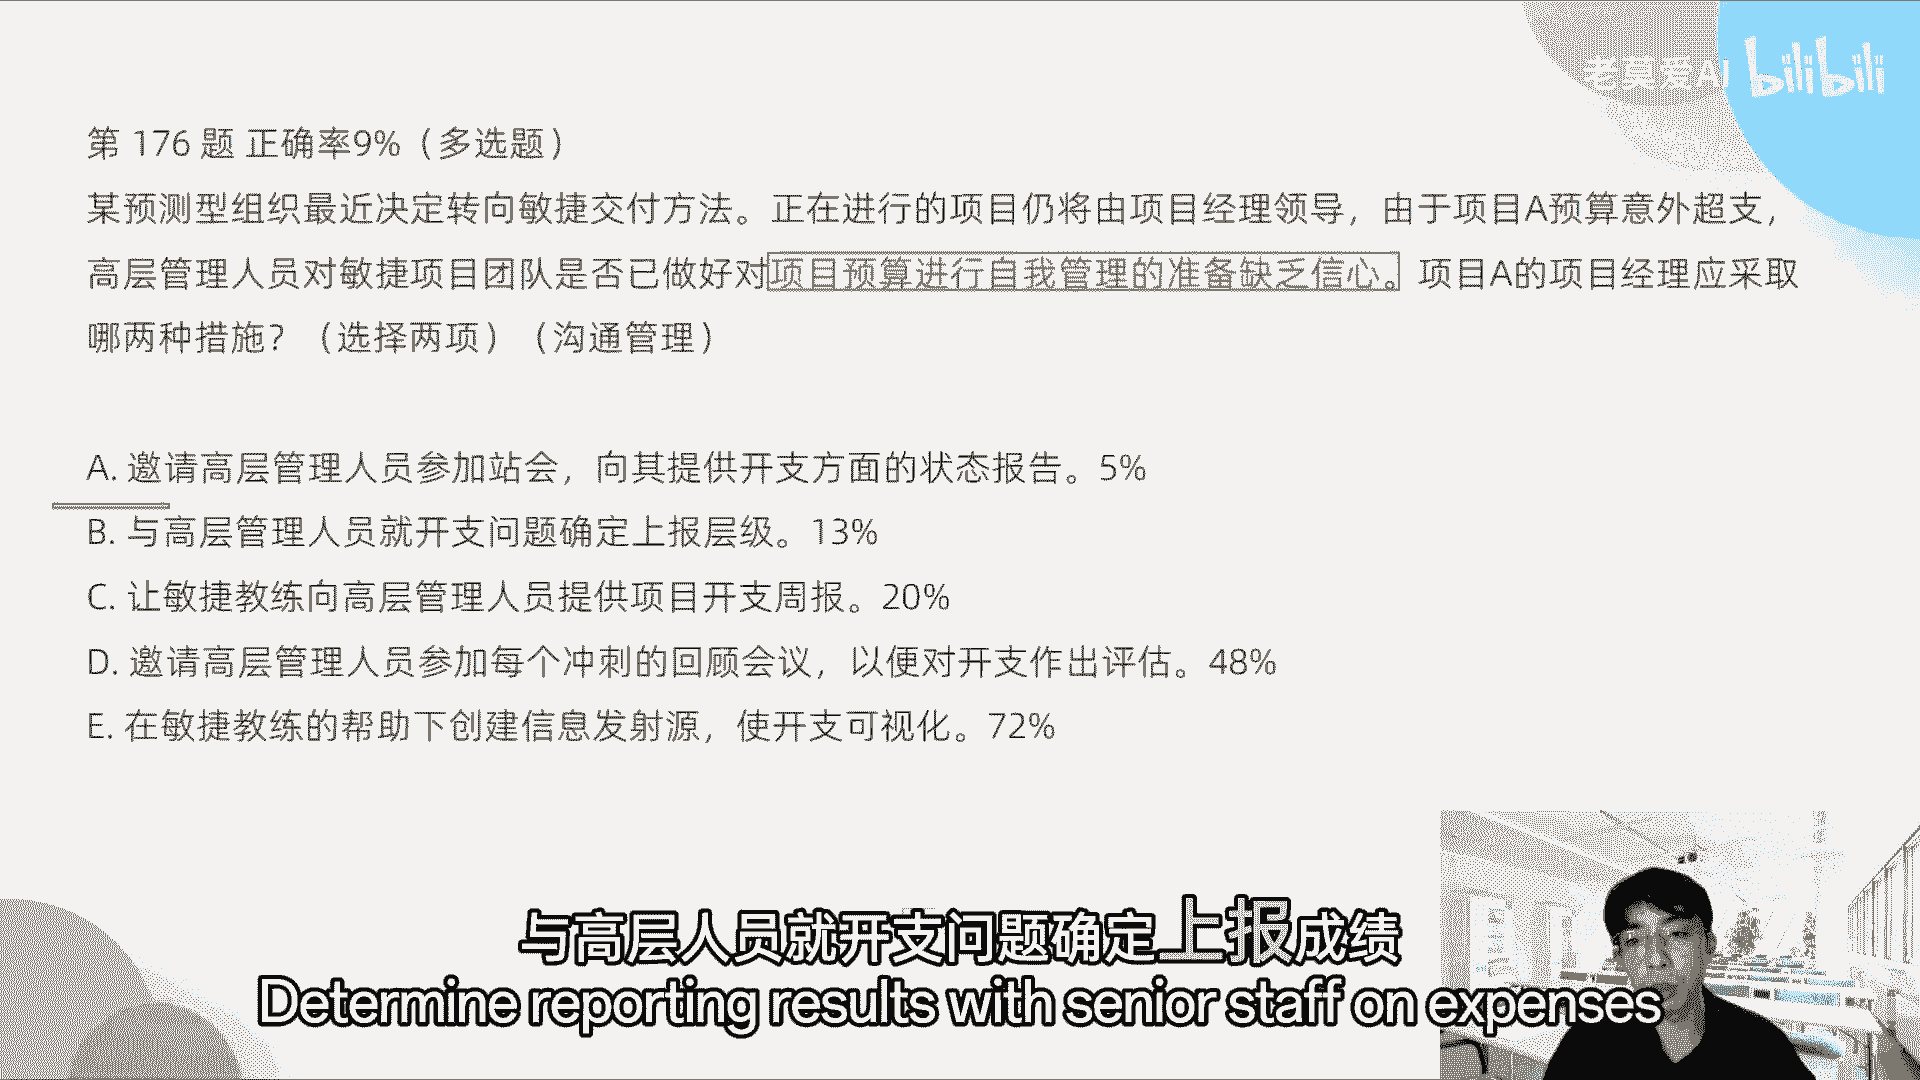 老莫爱AI bilibili
第 176 题 正确率9%（多选题）
某预测型组织最近决定转向敏捷交付方法。正在进行的项目仍将由项目经理领导，由于项目A预算意外超支，
高层管理人员对敏捷项目团队是否已做好对项目预算进行自我管理的准备缺乏信心。项目A的项目经理应采取
哪两种措施？（选择两项）（沟通管理）
A. 邀请高层管理人员参加站会，向其提供开支方面的状态报告。5%
B. 与高层管理人员就开支问题确定上报层级。13%
C. 让敏捷教练向高层管理人员提供项目开支周报。20%
D. 邀请高层管理人员参加每个冲刺的回顾会议，以便对开支作出评估。48%
E. 在敏捷教练的帮助下创建信息发射源，使开支可视化。72%
与高层人员就开支问题确定上报成绩
Determine reporting results with senior staff on expenses